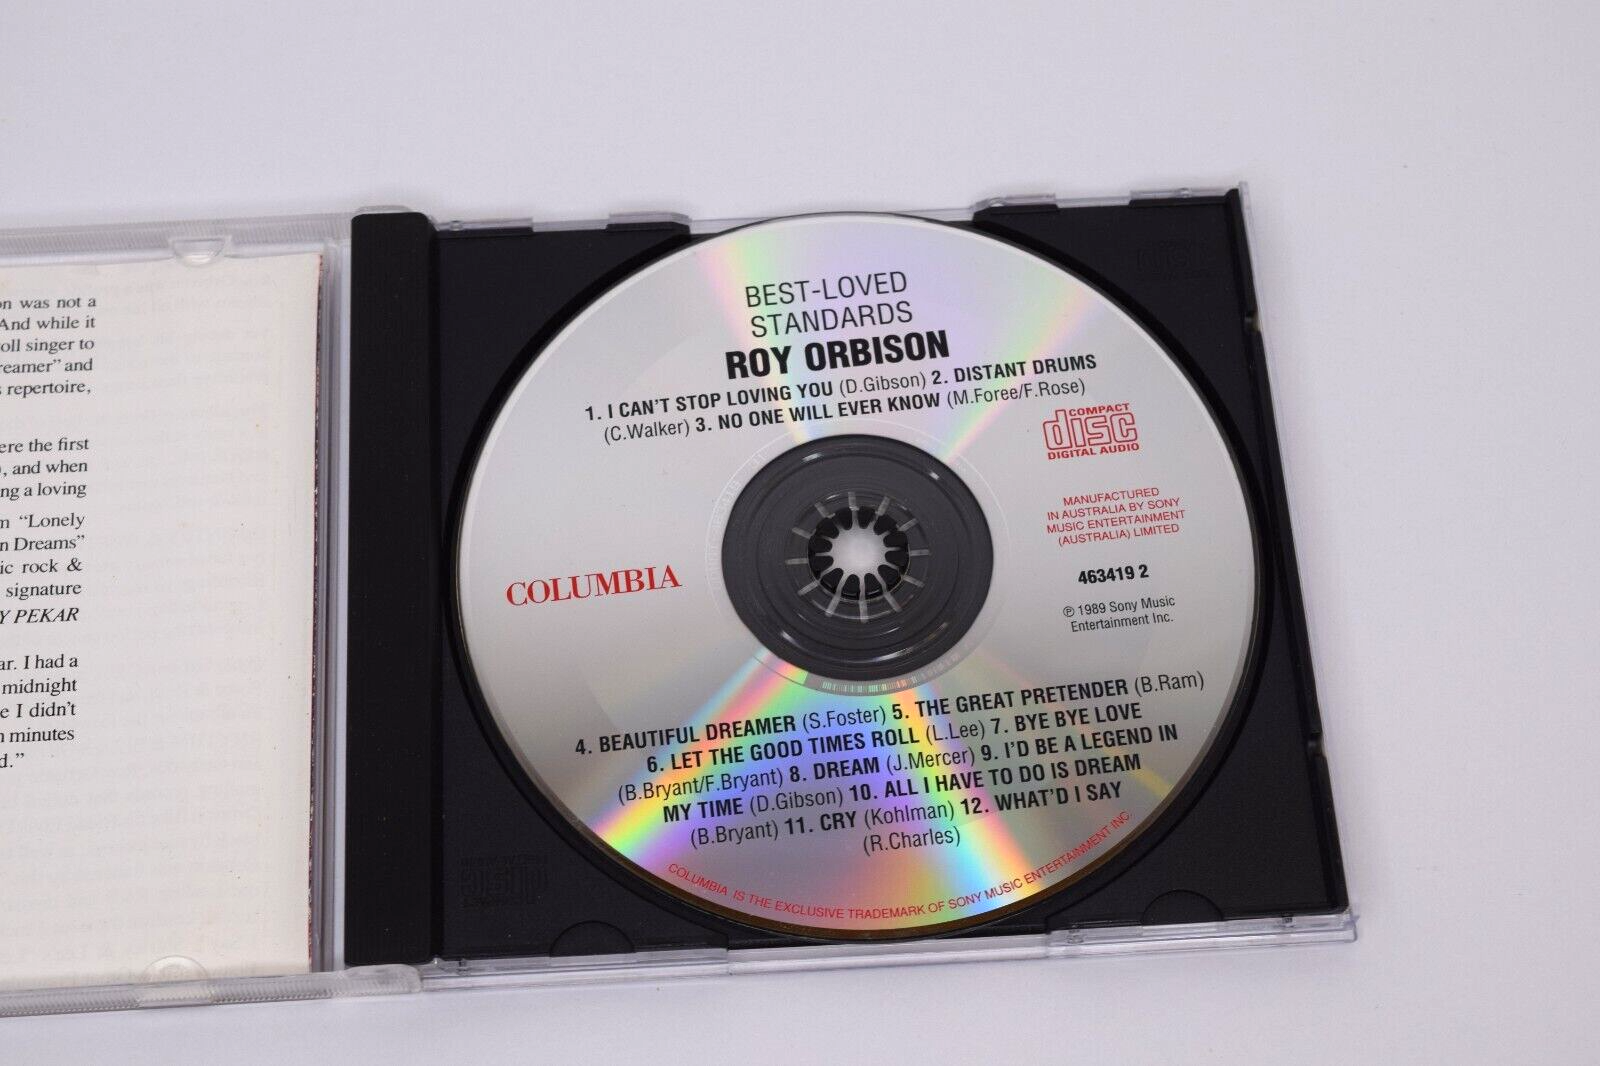 on was not a
And while it
oll singer to
reamer" and
s repertoire,
ere the first
), and when
ng a loving
m "Lonely
n Dreams"
ic rock &
signature
Y PEKAR
ar. I had a
midnight
e I didn't
n minutes
d."
BEST-LOVED
STANDARDS
ROY ORBISON
1. I CAN'T STOP LOVING YOU (D.Gibson) 2. DISTANT DRUMS
(C.Walker) 3. NO ONE WILL EVER KNOW (M.Foree/F.Rose)
COMPACT
disc
DIGITAL AUDIO
MANUFACTURED
IN AUSTRALIA BY SONY
MUSIC ENTERTAINMENT
(AUSTRALIA) LIMITED
COLUMBIA
463419 2
℗ 1989 Sony Music
Entertainment Inc.
4. BEAUTIFUL DREAMER (S.Foster) 5. THE GREAT PRETENDER (B.Ram)
6. LET THE GOOD TIMES ROLL (L.Lee) 7. BYE BYE LOVE
(B.Bryant/F.Bryant) 8. DREAM (J.Mercer) 9. I'D BE A LEGEND IN
MY TIME (D.Gibson) 10. ALL I HAVE TO DO IS DREAM
(B.Bryant) 11. CRY (Kohlman) 12. WHAT'D I SAY
(R.Charles)
COLUMBIA IS THE EXCLUSIVE TRADEMARK OF SONY MUSIC ENTERTAINMENT INC.